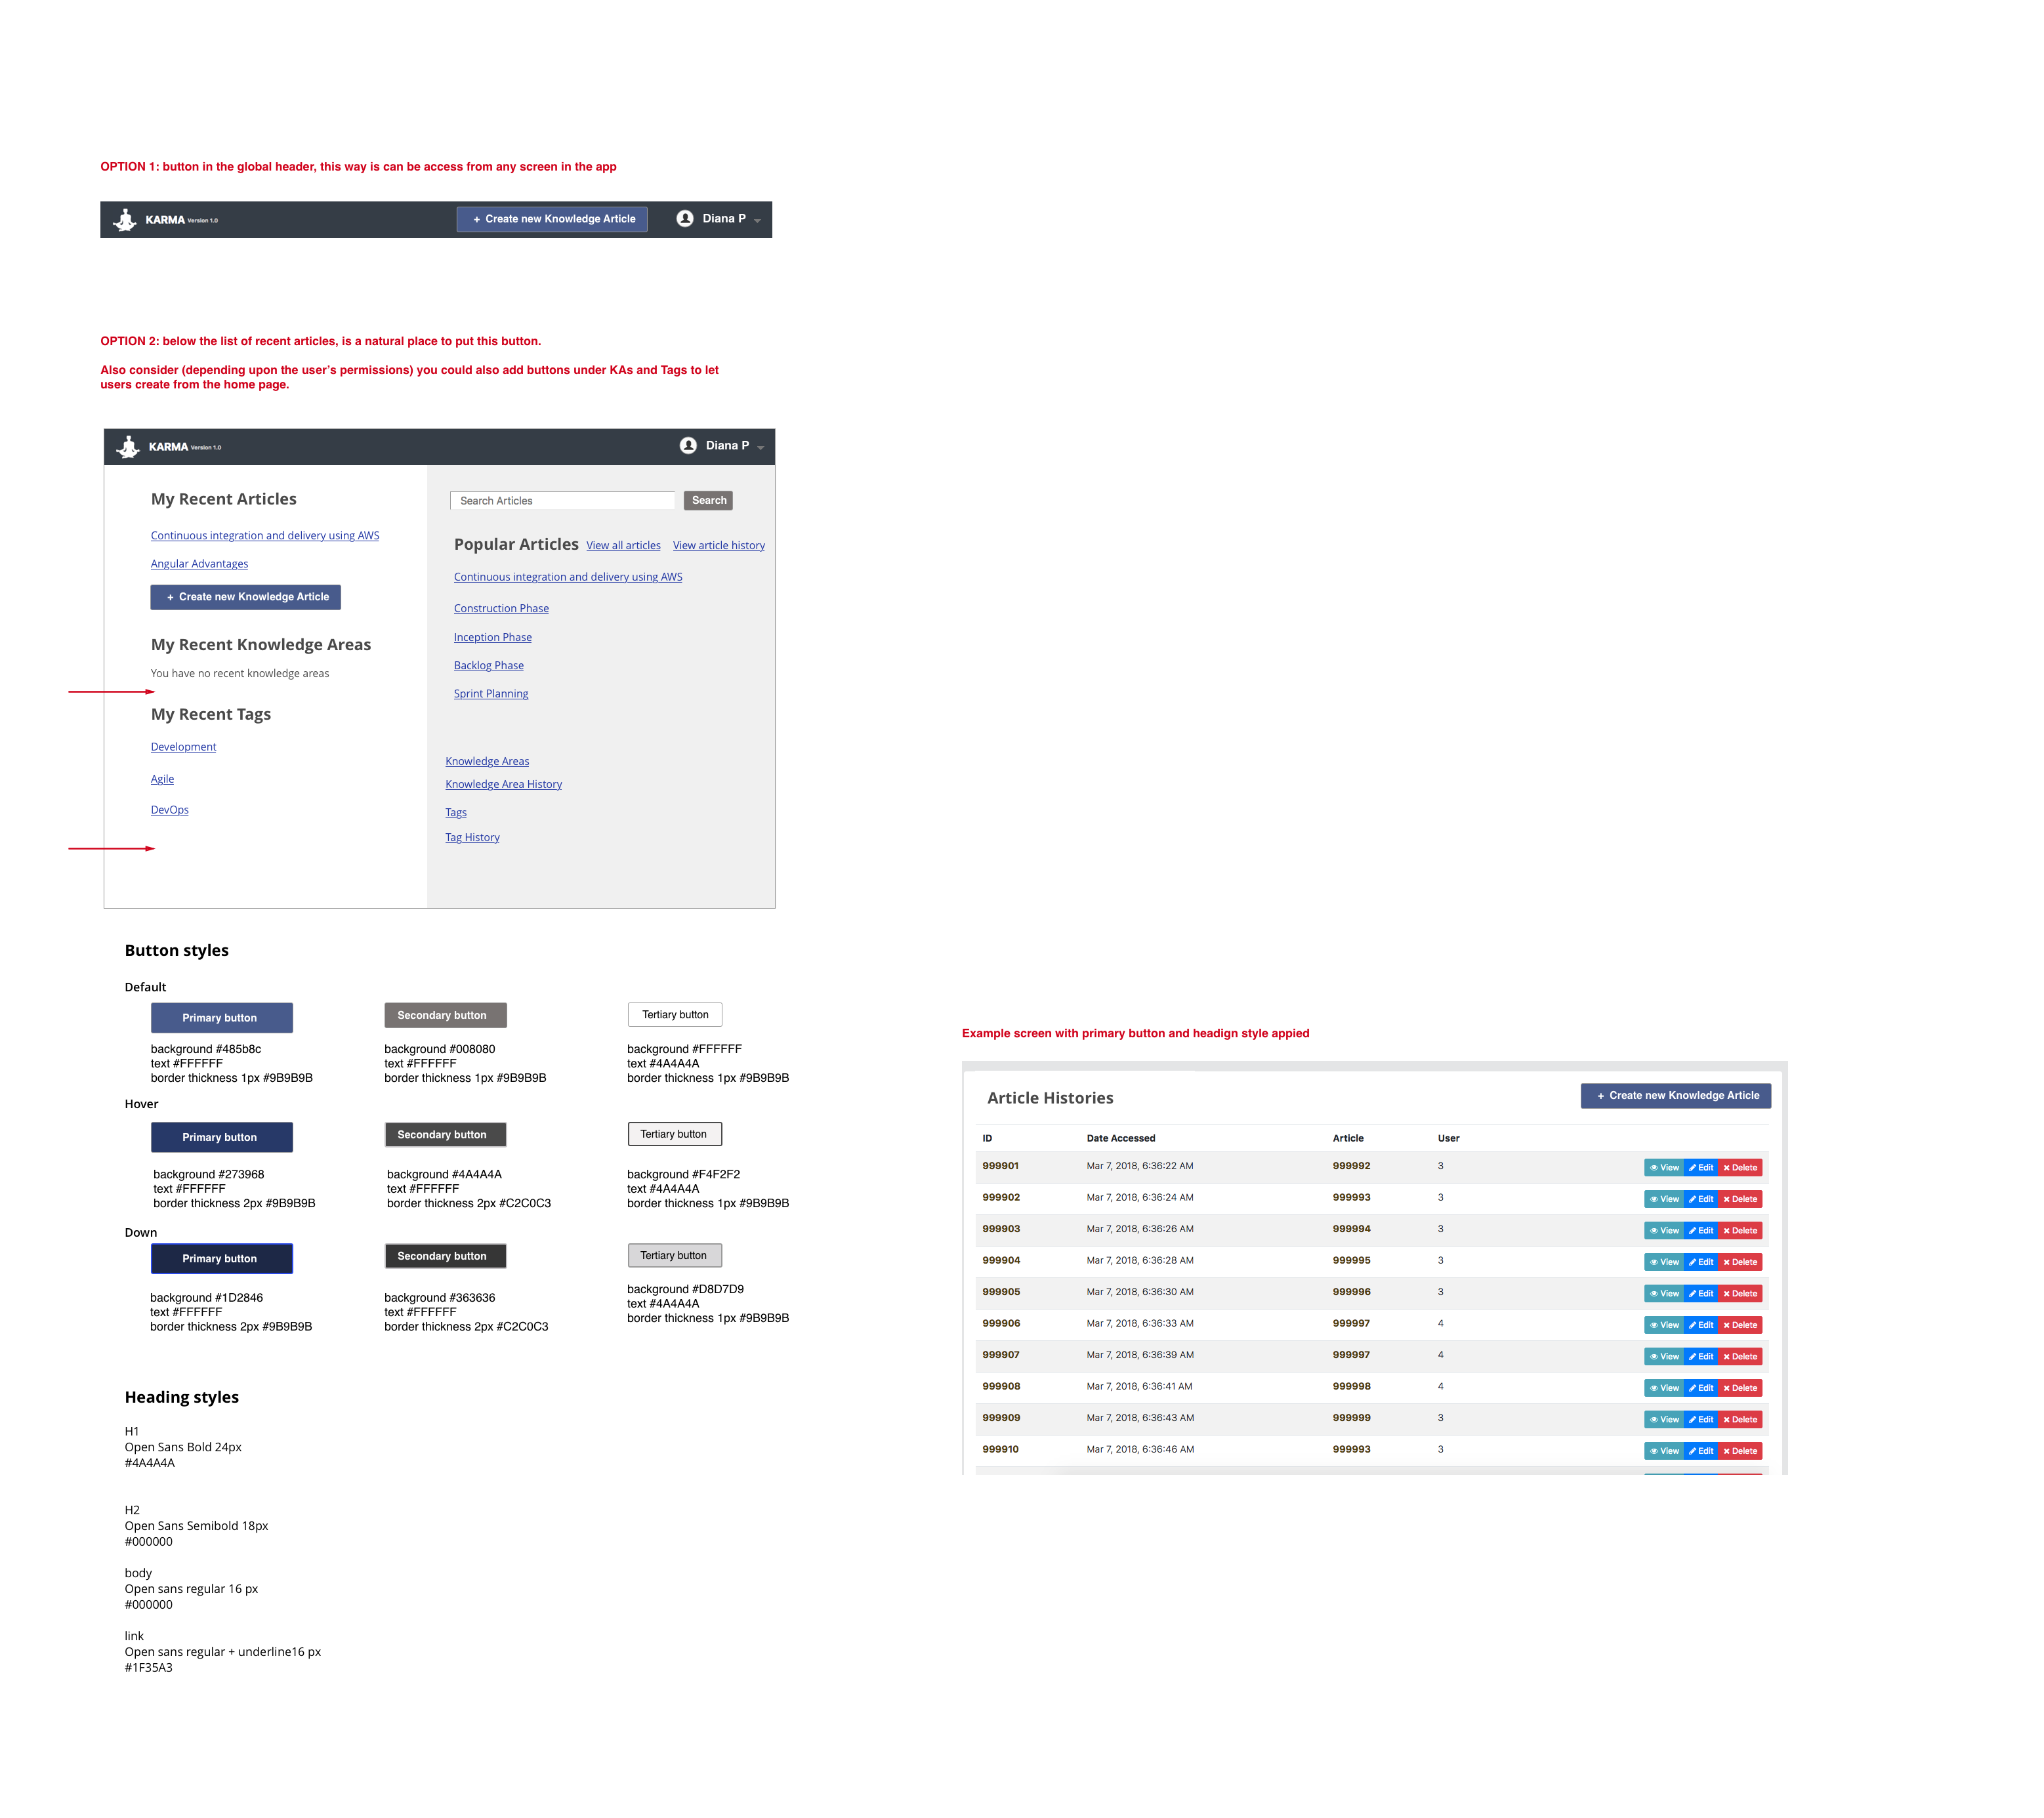 OPTION 1: button in the global header, this way is can be access from any screen in the app
KARMA Version 1.0
+ Create new Knowledge Article
Diana P
OPTION 2: below the list of recent articles, is a natural place to put this button.
Also consider (depending upon the user's permissions) you could also add buttons under KAs and Tags to let
users create from the home page.
KARMA Version 1.0
Diana P
My Recent Articles
Continuous integration and delivery using AWS
Angular Advantages
+ Create new Knowledge Article
My Recent Knowledge Areas
You have no recent knowledge areas
My Recent Tags
Development
Agile
DevOps
Search Articles
Search
Popular Articles View all articles View article history
Continuous integration and delivery using AWS
Construction Phase
Inception Phase
Backlog Phase
Sprint Planning
Knowledge Areas
Knowledge Area History
Tags
Tag History
Button styles
Default
Primary button
background #485b8c
text #FFFFFF
border thickness 1px #9B9B9B
Secondary button
background #008080
text #FFFFFF
border thickness 1px #9B9B9B
Tertiary button
background #FFFFFF
text #4A4A4A
border thickness 1px #9B9B9B
Hover
Primary button
background #273968
text #FFFFFF
border thickness 2px #9B9B9B
Secondary button
background #4A4A4A
text #FFFFFF
border thickness 2px #C2C0C3
Tertiary button
background #F4F2F2
text #4A4A4A
border thickness 1px #9B9B9B
Down
Primary button
background #1D2846
text #FFFFFF
border thickness 2px #9B9B9B
Secondary button
background #363636
text #FFFFFF
border thickness 2px #C2C0C3
Tertiary button
background #D8D7D9
text #4A4A4A
border thickness 1px #9B9B9B
Heading styles
H1
Open Sans Bold 24px
#4A4A4A
H2
Open Sans Semibold 18px
#000000
body
Open sans regular 16 px
#000000
link
Open sans regular + underline16 px
#1F35A3
Example screen with primary button and headign style appied
Article Histories
+ Create new Knowledge Article
ID Date Accessed Article User
999901 Mar 7, 2018, 6:36:22 AM 999992 3 View Edit Delete
999902 Mar 7, 2018, 6:36:24 AM 999993 3 View Edit Delete
999903 Mar 7, 2018, 6:36:26 AM 999994 3 View Edit Delete
999904 Mar 7, 2018, 6:36:28 AM 999995 3 View Edit Delete
999905 Mar 7, 2018, 6:36:30 AM 999996 3 View Edit Delete
999906 Mar 7, 2018, 6:36:33 AM 999997 4 View Edit Delete
999907 Mar 7, 2018, 6:36:39 AM 999997 4 View Edit Delete
999908 Mar 7, 2018, 6:36:41 AM 999998 4 View Edit Delete
999909 Mar 7, 2018, 6:36:43 AM 999999 3 View Edit Delete
999910 Mar 7, 2018, 6:36:46 AM 999993 3 View Edit Delete